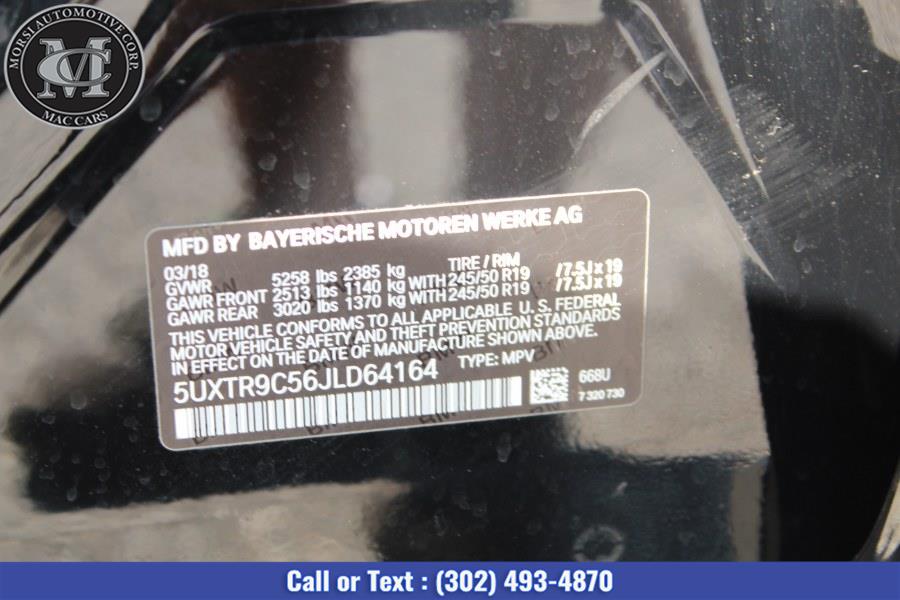 MORSI AUTOMOTIVE CORP.
MC
MAC CARS
MFD BY BAYERISCHE MOTOREN WERKE AG
03/18 TIRE / RIM
GVWR 5258 lbs 2385 kg
GAWR FRONT 2513 lbs 1140 kg WITH 245/50 R19 /7.5J x 19
GAWR REAR 3020 lbs 1370 kg WITH 245/50 R19 /7.5J x 19
THIS VEHICLE CONFORMS TO ALL APPLICABLE U.S. FEDERAL
MOTOR VEHICLE SAFETY AND THEFT PREVENTION STANDARDS
IN EFFECT ON THE DATE OF MANUFACTURE SHOWN ABOVE.
5UXTR9C56JLD64164 TYPE: MPV
668U
7 320 730
Call or Text : (302) 493-4870